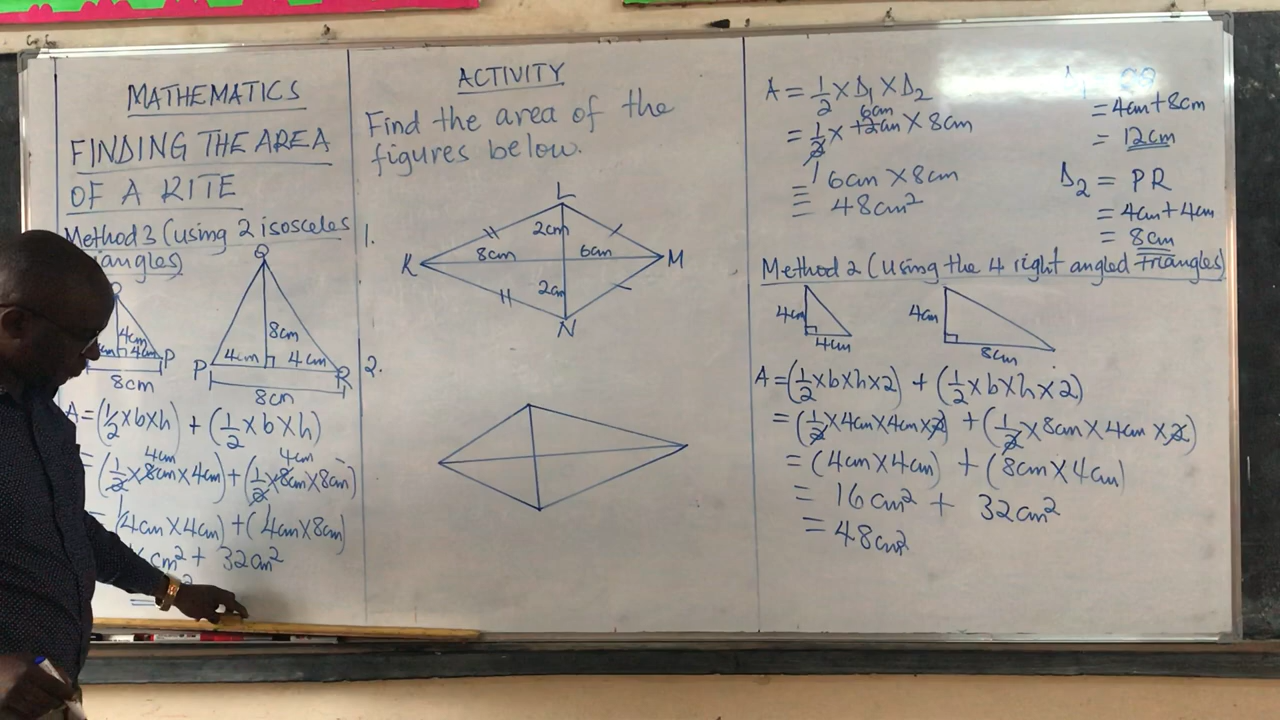 MATHEMATICS
FINDING THE AREA
OF A KITE
Method 3 (using 2 isosceles
iangles)
4cm
4cm P
8cm
Q
8cm
4cm 4cm
P R
8cm
A = (1/2 x b x h) + (1/2 x b x h)
4cm 4cm
= (1/2 x 8cm x 4cm) + (1/2 x 8cm x 8cm)
= (4cm x 4cm) + (4cm x 8cm)
cm² + 32cm²
=
ACTIVITY
Find the area of the
figures below.
1.
L
2cm
K 8cm 6cm M
2cm
N
2.
A = 1/2 x D1 x D2
6cm
= 1/2 x 12cm x 8cm
1
= 6cm x 8cm
= 48cm²
= 4cm + 8cm
= 12cm
D2 = PR
= 4cm + 4cm
= 8cm
Method 2 (Using the 4 right angled Triangles)
4cm
4cm
4cm
8cm
A = (1/2 x b x h x 2) + (1/2 x b x h x 2)
= (1/2 x 4cm x 4cm x 2) + (1/2 x 8cm x 4cm x 2)
= (4cm x 4cm) + (8cm x 4cm)
= 16cm² + 32cm²
= 48cm²